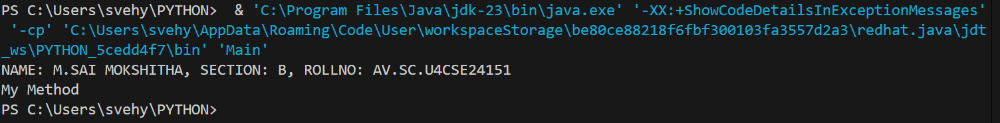 PS C:\Users\svehy\PYTHON>  & 'C:\Program Files\Java\jdk-23\bin\java.exe' '-XX:+ShowCodeDetailsInExceptionMessages'
 '-cp' 'C:\Users\svehy\AppData\Roaming\Code\User\workspaceStorage\be80ce88218f6fbf300103fa3557d2a3\redhat.java\jdt
_ws\PYTHON_5cedd4f7\bin' 'Main'
NAME: M.SAI MOKSHITHA, SECTION: B, ROLLNO: AV.SC.U4CSE24151
My Method
PS C:\Users\svehy\PYTHON>